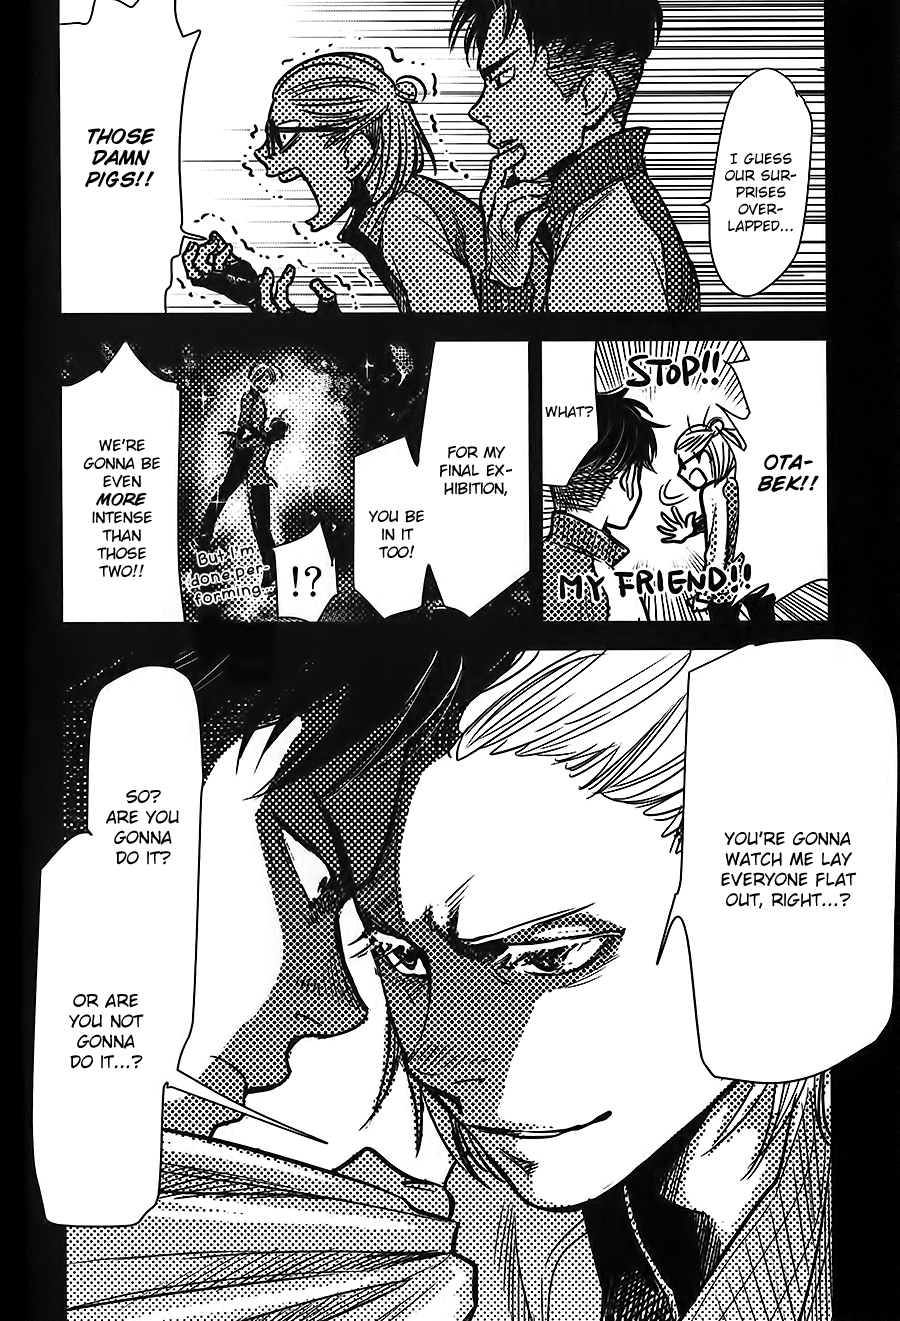 I GUESS
OUR SUR-
PRISES
OVER-
LAPPED...
THOSE
DAMN
PIGS!!
STOP!!
WHAT?
OTA-
BEK!!
MY FRIEND!!
FOR MY
FINAL EX-
HIBITION,
YOU BE
IN IT
TOO!
!?
But I'm
done per-
forming...
WE'RE
GONNA BE
EVEN
MORE
INTENSE
THAN
THOSE
TWO!!
YOU'RE GONNA
WATCH ME LAY
EVERYONE FLAT
OUT, RIGHT...?
SO?
ARE YOU
GONNA
DO IT?
OR ARE
YOU NOT
GONNA
DO IT...?